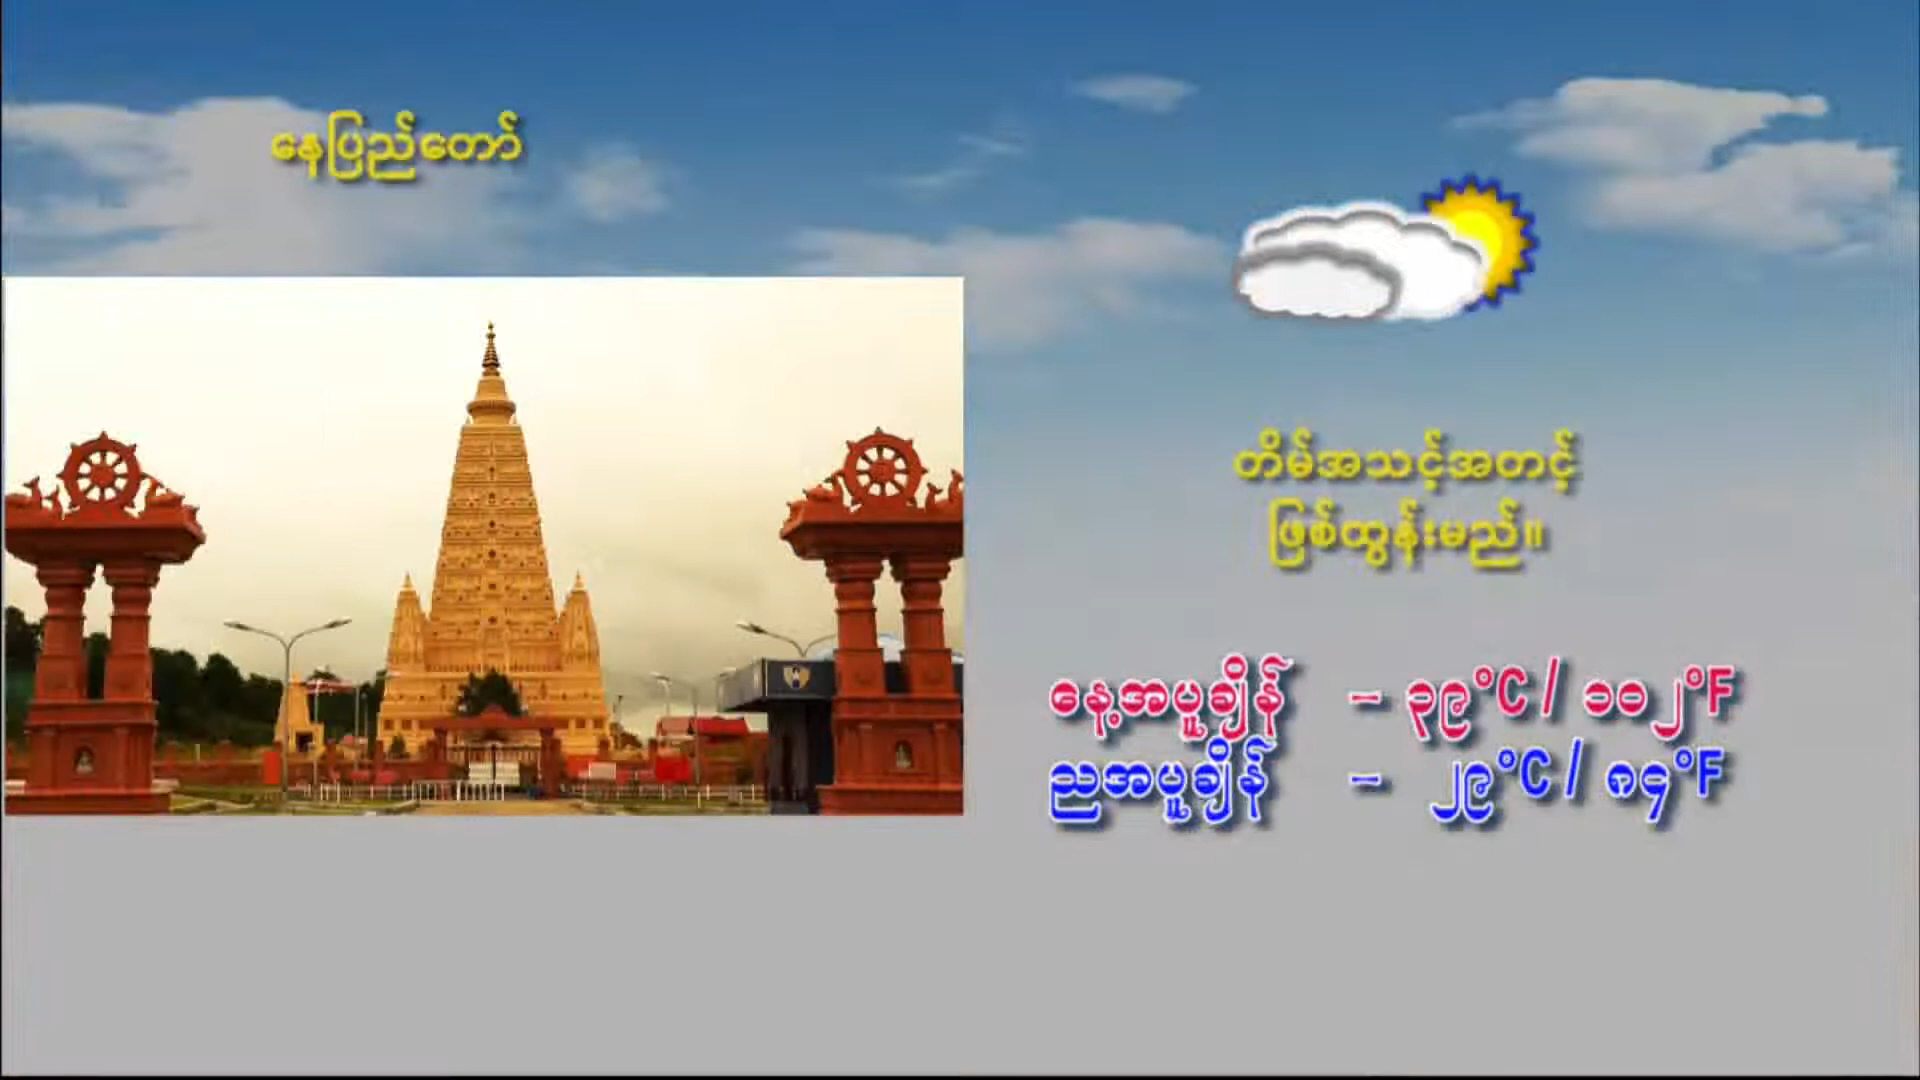 နေပြည်တော်
တိမ်အသင့်အတင့်
ဖြစ်ထွန်းမည်။
နေ့အပူချိန် – ၃၉°C / ၁၀၂°F
ညအပူချိန် – ၂၉°C / ၈၄°F